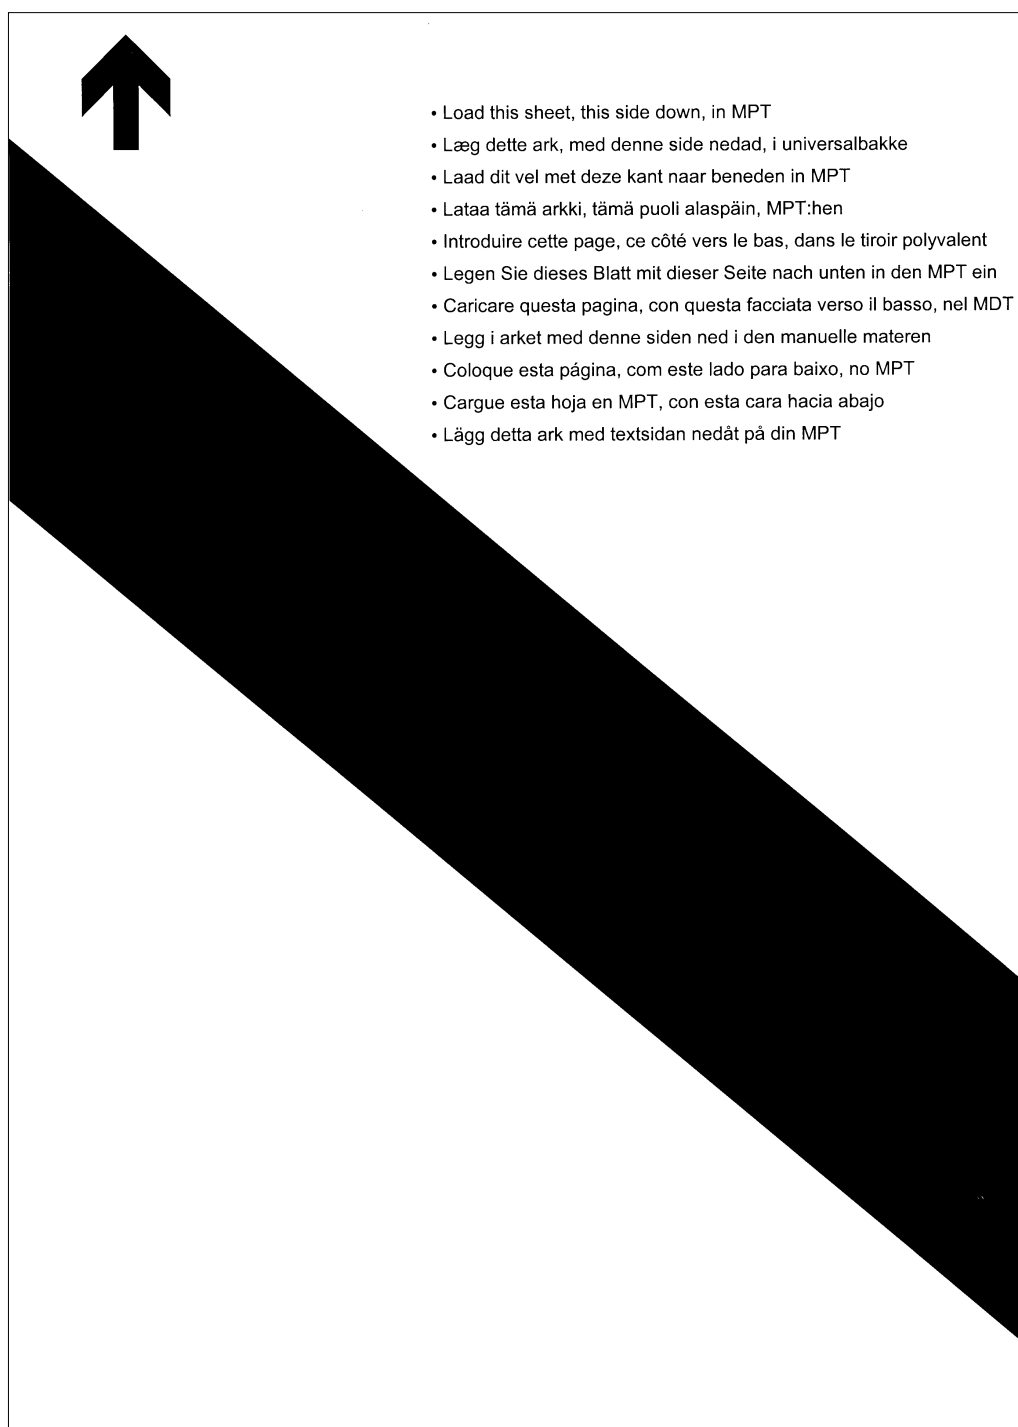 • Load this sheet, this side down, in MPT
• Læg dette ark, med denne side nedad, i universalbakke
• Laad dit vel met deze kant naar beneden in MPT
• Lataa tämä arkki, tämä puoli alaspäin, MPT:hen
• Introduire cette page, ce côté vers le bas, dans le tiroir polyvalent
• Legen Sie dieses Blatt mit dieser Seite nach unten in den MPT ein
• Caricare questa pagina, con questa facciata verso il basso, nel MDT
• Legg i arket med denne siden ned i den manuelle materen
• Coloque esta página, com este lado para baixo, no MPT
• Cargue esta hoja en MPT, con esta cara hacia abajo
• Lägg detta ark med textsidan nedåt på din MPT